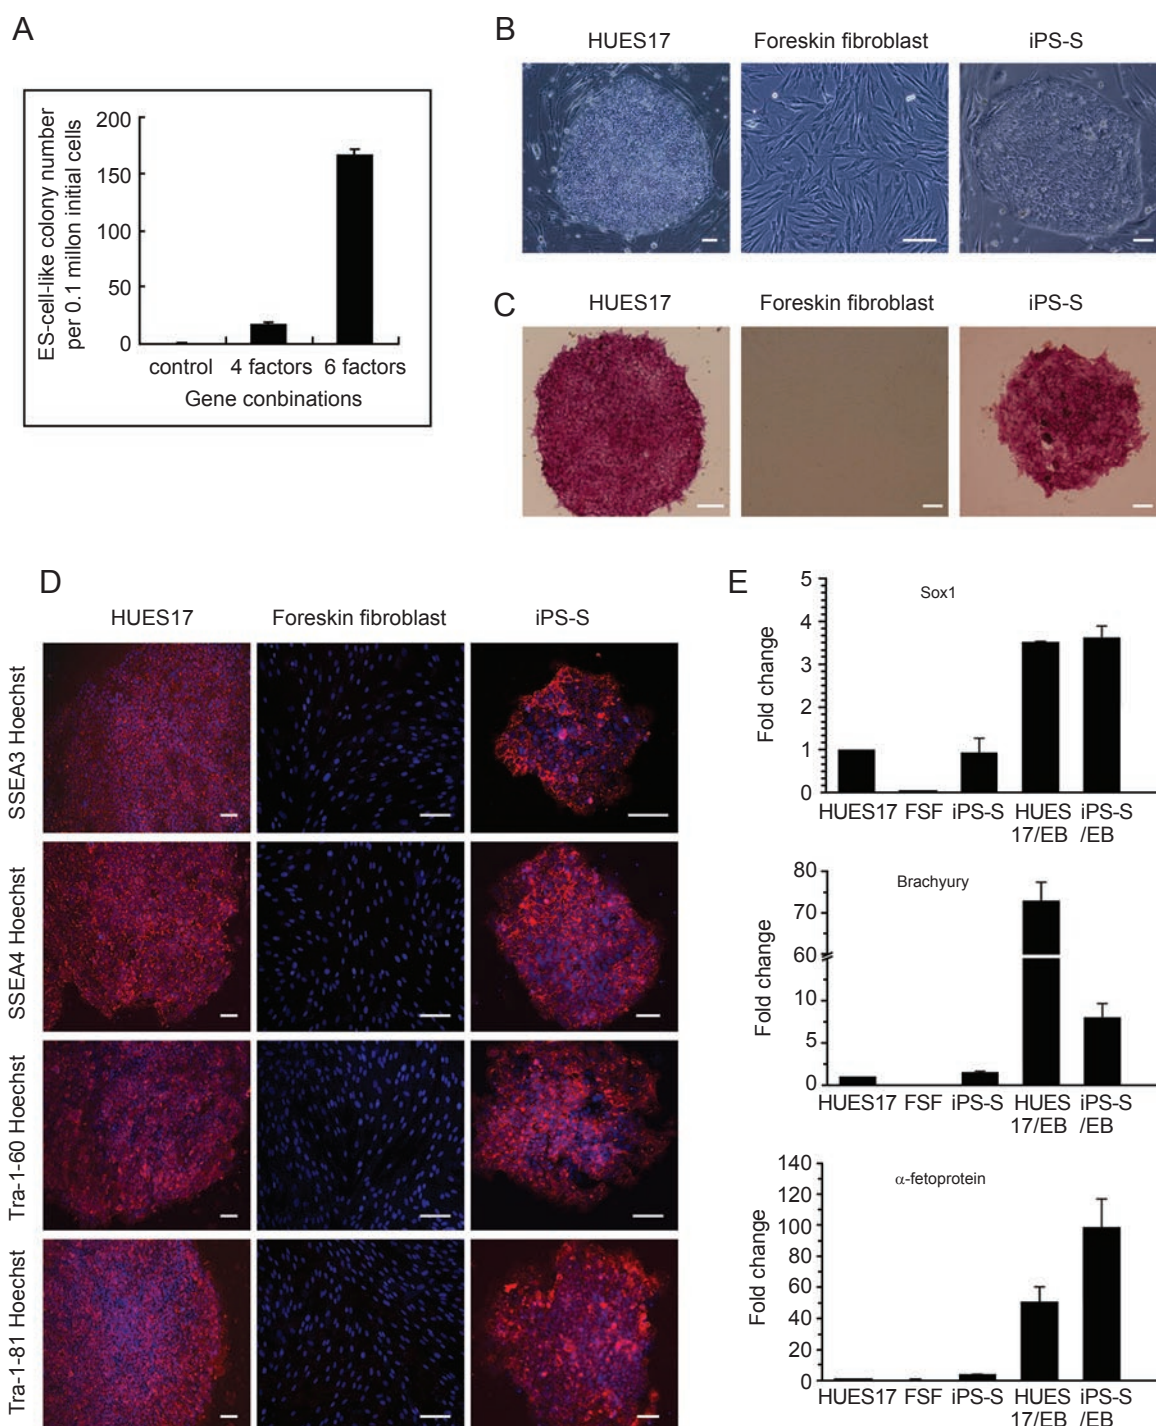 A
ES-cell-like colony number
per 0.1 millon initial cells
200
150
100
50
0
control 4 factors 6 factors
Gene conbinations
B
HUES17 Foreskin fibroblast iPS-S
C
HUES17 Foreskin fibroblast iPS-S
D
HUES17 Foreskin fibroblast iPS-S
SSEA3 Hoechst
SSEA4 Hoechst
Tra-1-60 Hoechst
Tra-1-81 Hoechst
E
Sox1
Fold change
5
4
3
2
1
0
HUES17 FSF iPS-S HUES iPS-S
17/EB /EB
Brachyury
Fold change
80
70
60
10
5
0
HUES17 FSF iPS-S HUES iPS-S
17/EB /EB
α-fetoprotein
Fold change
140
120
100
80
60
40
20
0
HUES17 FSF iPS-S HUES iPS-S
17/EB /EB